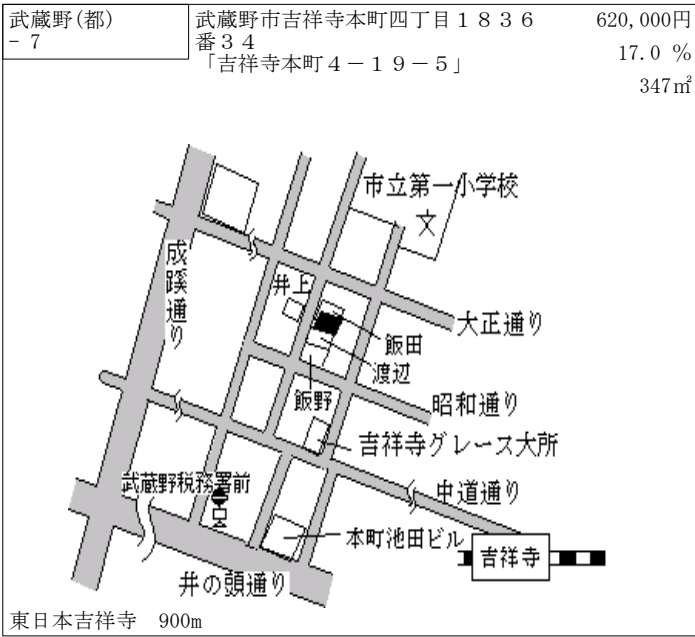 武蔵野(都)
- 7
武蔵野市吉祥寺本町四丁目１８３６
番３４
「吉祥寺本町４－１９－５」
620,000円
17.0 %
347㎡
市立第一小学校
文
成蹊通り
井上
大正通り
飯田
渡辺
飯野
昭和通り
吉祥寺グレース大所
武蔵野税務署前
中道通り
本町池田ビル
吉祥寺
井の頭通り
東日本吉祥寺　900m